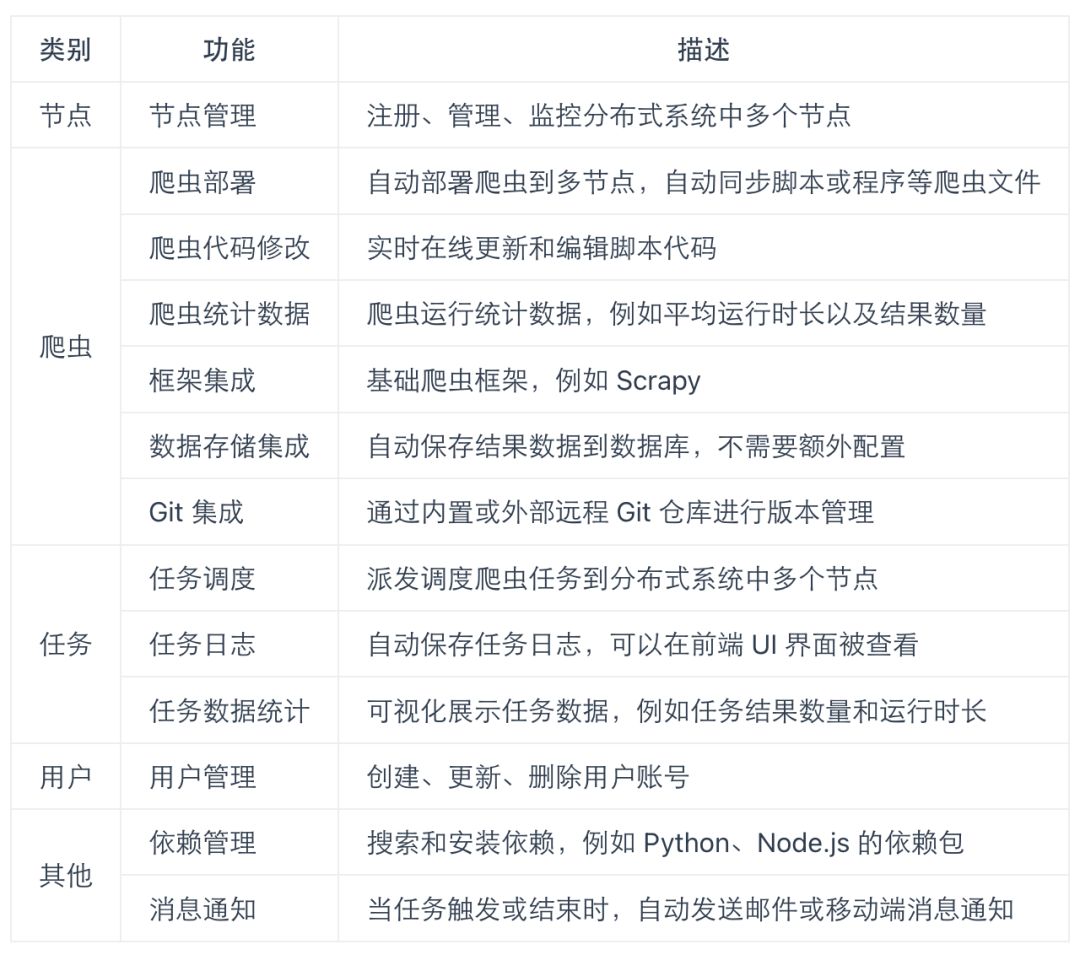 类别 功能 描述
节点 节点管理 注册、管理、监控分布式系统中多个节点
爬虫部署 自动部署爬虫到多节点，自动同步脚本或程序等爬虫文件
爬虫代码修改 实时在线更新和编辑脚本代码
爬虫统计数据 爬虫运行统计数据，例如平均运行时长以及结果数量
爬虫
框架集成 基础爬虫框架，例如 Scrapy
数据存储集成 自动保存结果数据到数据库，不需要额外配置
Git 集成 通过内置或外部远程 Git 仓库进行版本管理
任务调度 派发调度爬虫任务到分布式系统中多个节点
任务 任务日志 自动保存任务日志，可以在前端 UI 界面被查看
任务数据统计 可视化展示任务数据，例如任务结果数量和运行时长
用户 用户管理 创建、更新、删除用户账号
依赖管理 搜索和安装依赖，例如 Python、Node.js 的依赖包
其他
消息通知 当任务触发或结束时，自动发送邮件或移动端消息通知